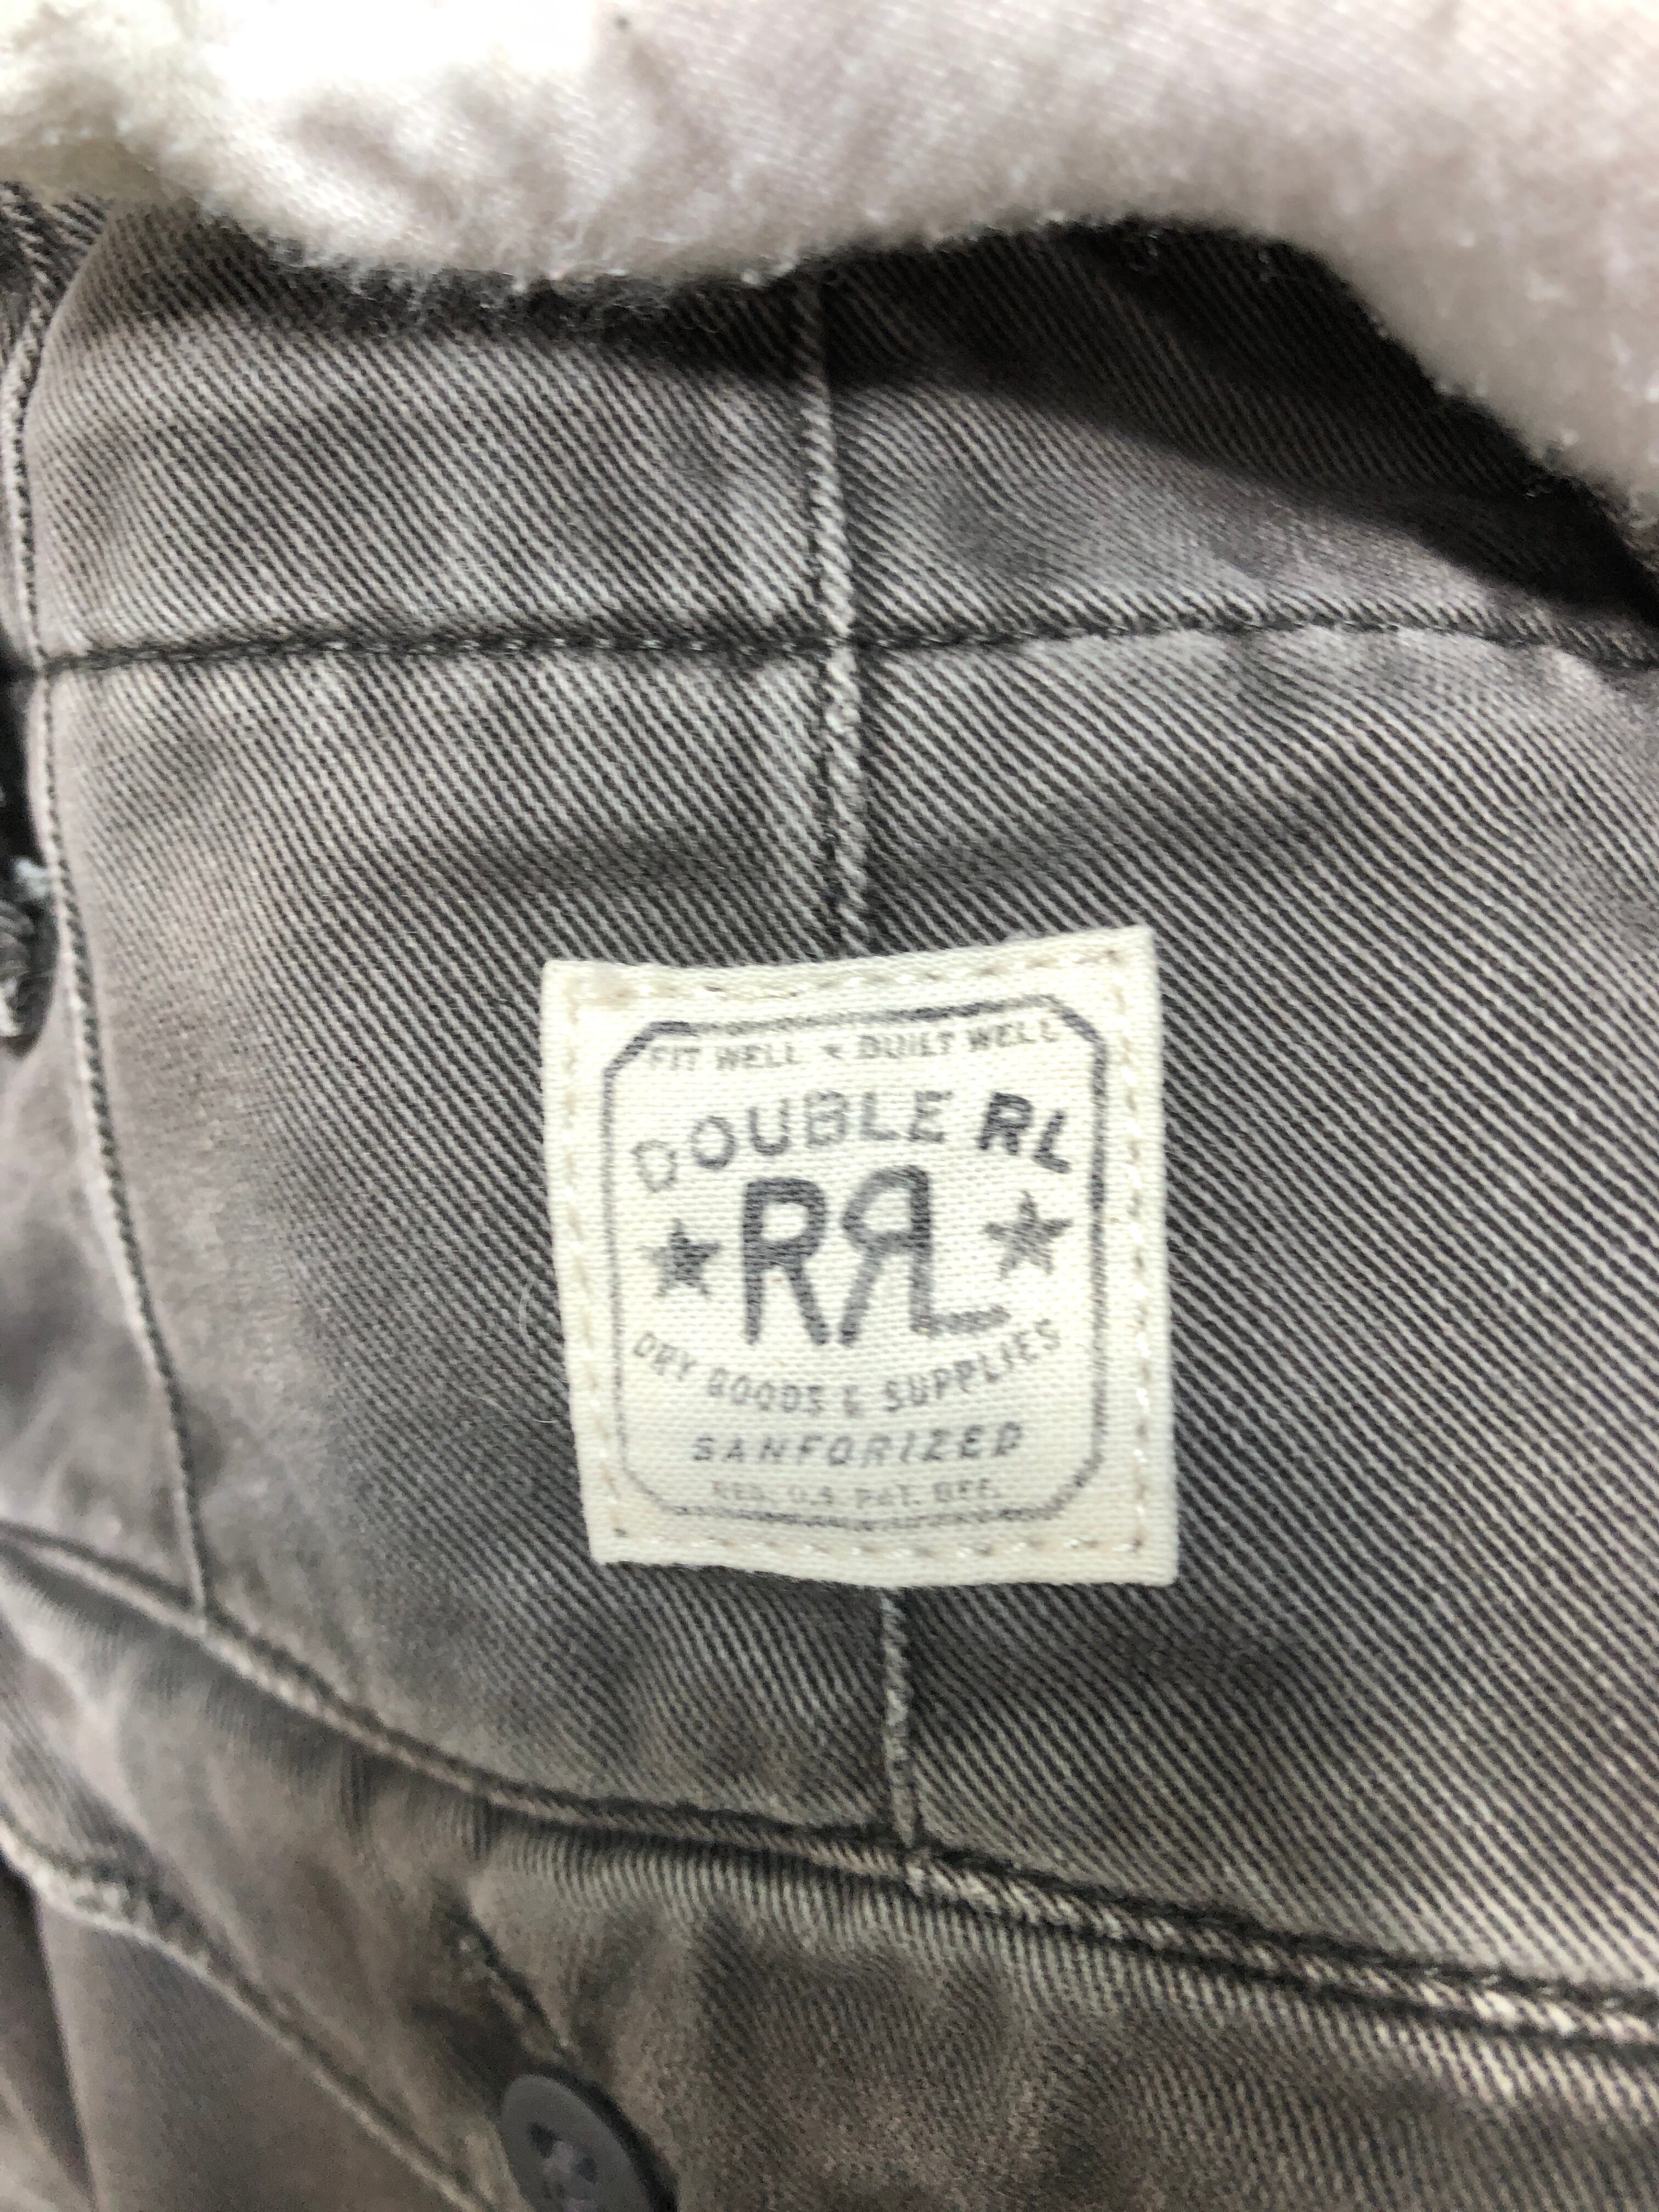 FIT WELL ★ BUILT WELL
DOUBLE RL
★ RRL ★
DRY GOODS & SUPPLIES
SANFORIZED
REG. U.S. PAT. OFF.